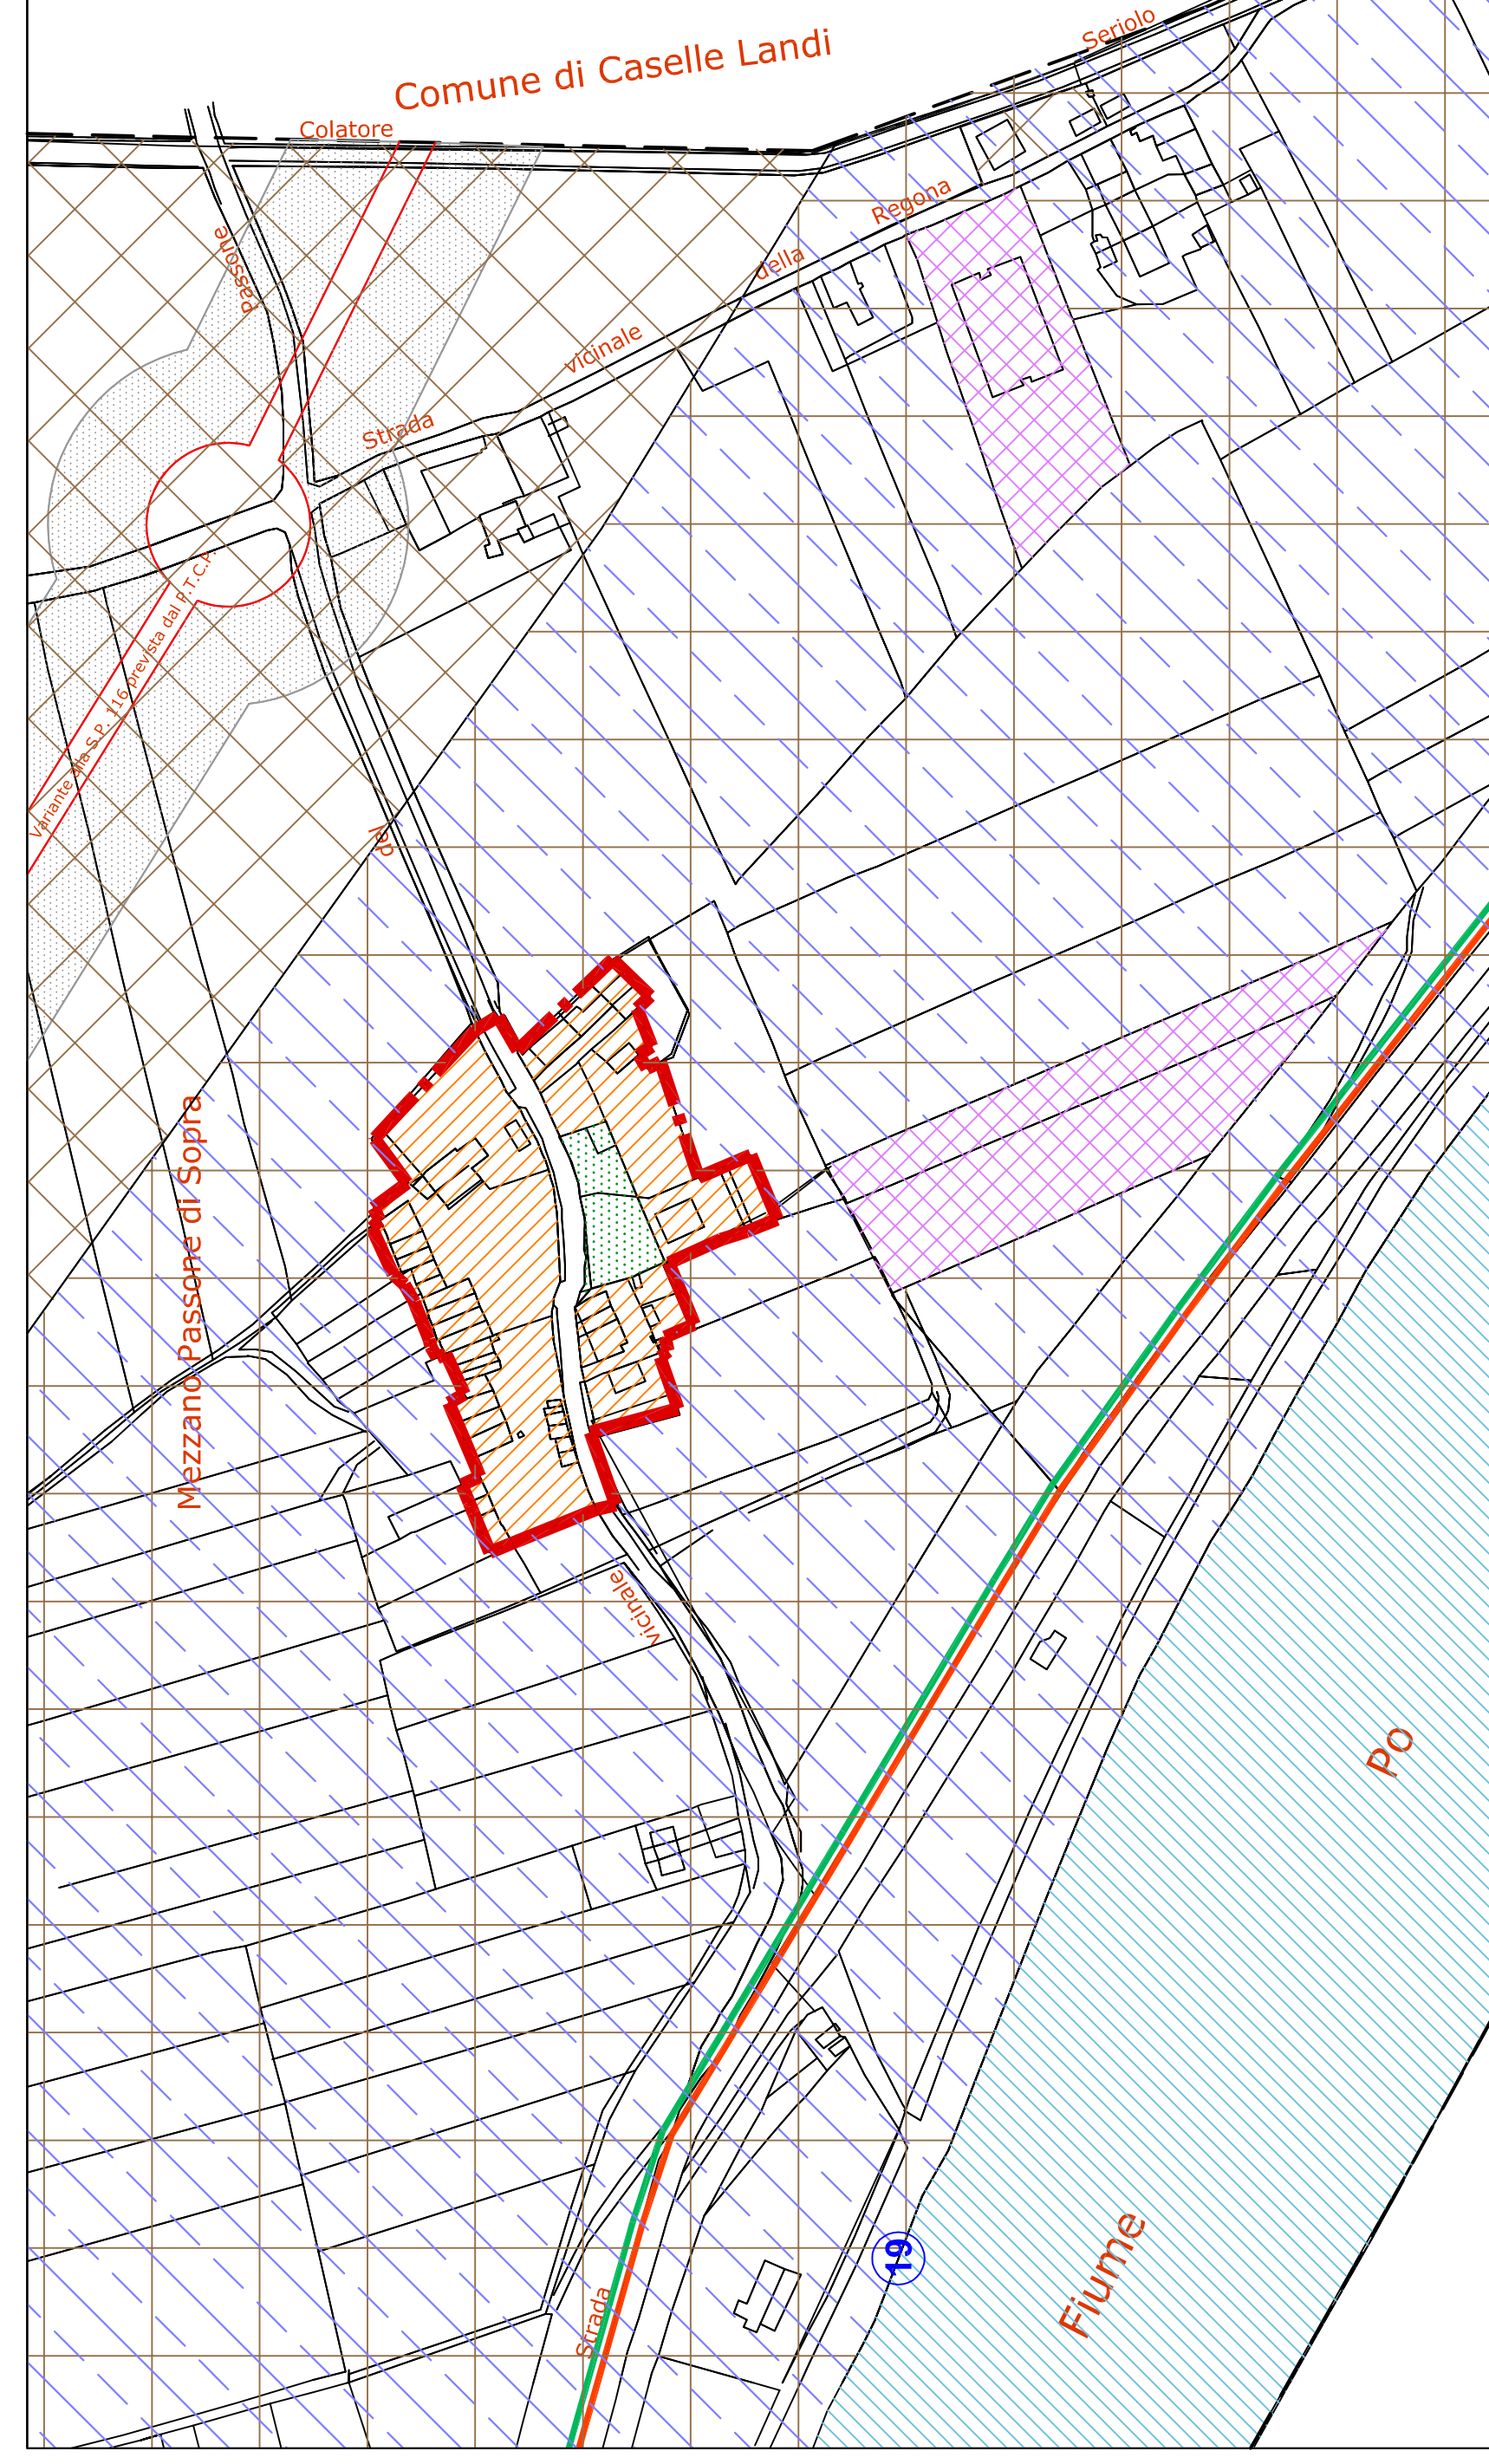 Comune di Caselle Landi
Seriolo
Colatore
Passone
Regona
della
vicinale
Strada
Variante alla S.P. 116 prevista dal P.T.C.P.
del
Mezzano Passone di Sopra
vicinale
Po
19
Fiume
Strada